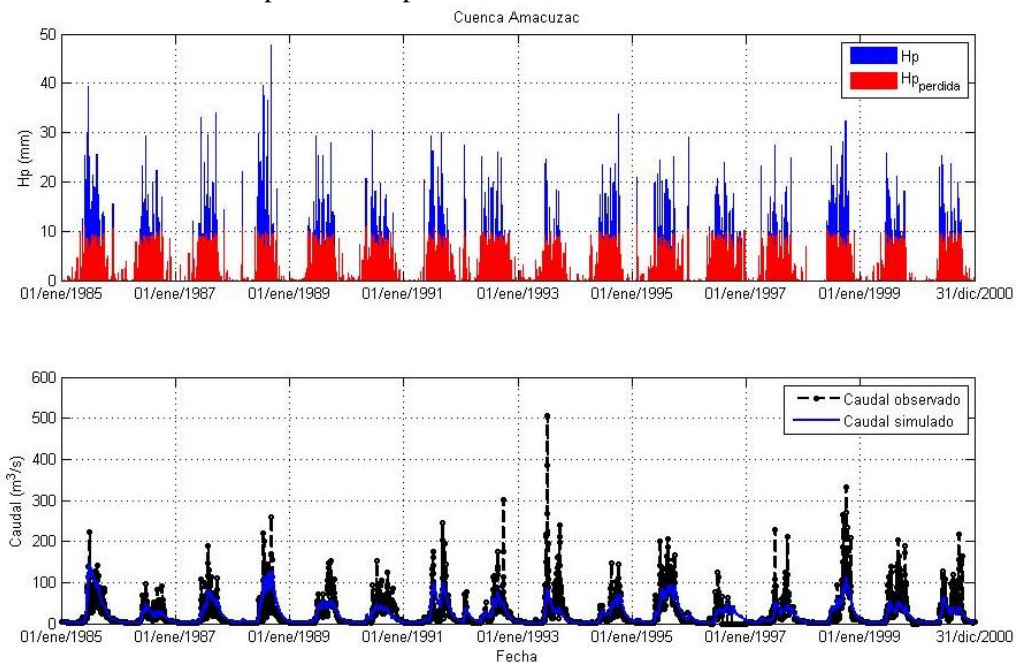 Cuenca Amacuzac
Hp (mm)
50
40
30
20
10
0
Hp
Hp_perdida
01/ene/1985 01/ene/1987 01/ene/1989 01/ene/1991 01/ene/1993 01/ene/1995 01/ene/1997 01/ene/1999 31/dic/2000
Caudal (m³/s)
600
500
400
300
200
100
0
Caudal observado
Caudal simulado
01/ene/1985 01/ene/1987 01/ene/1989 01/ene/1991 01/ene/1993 01/ene/1995 01/ene/1997 01/ene/1999 31/dic/2000
Fecha